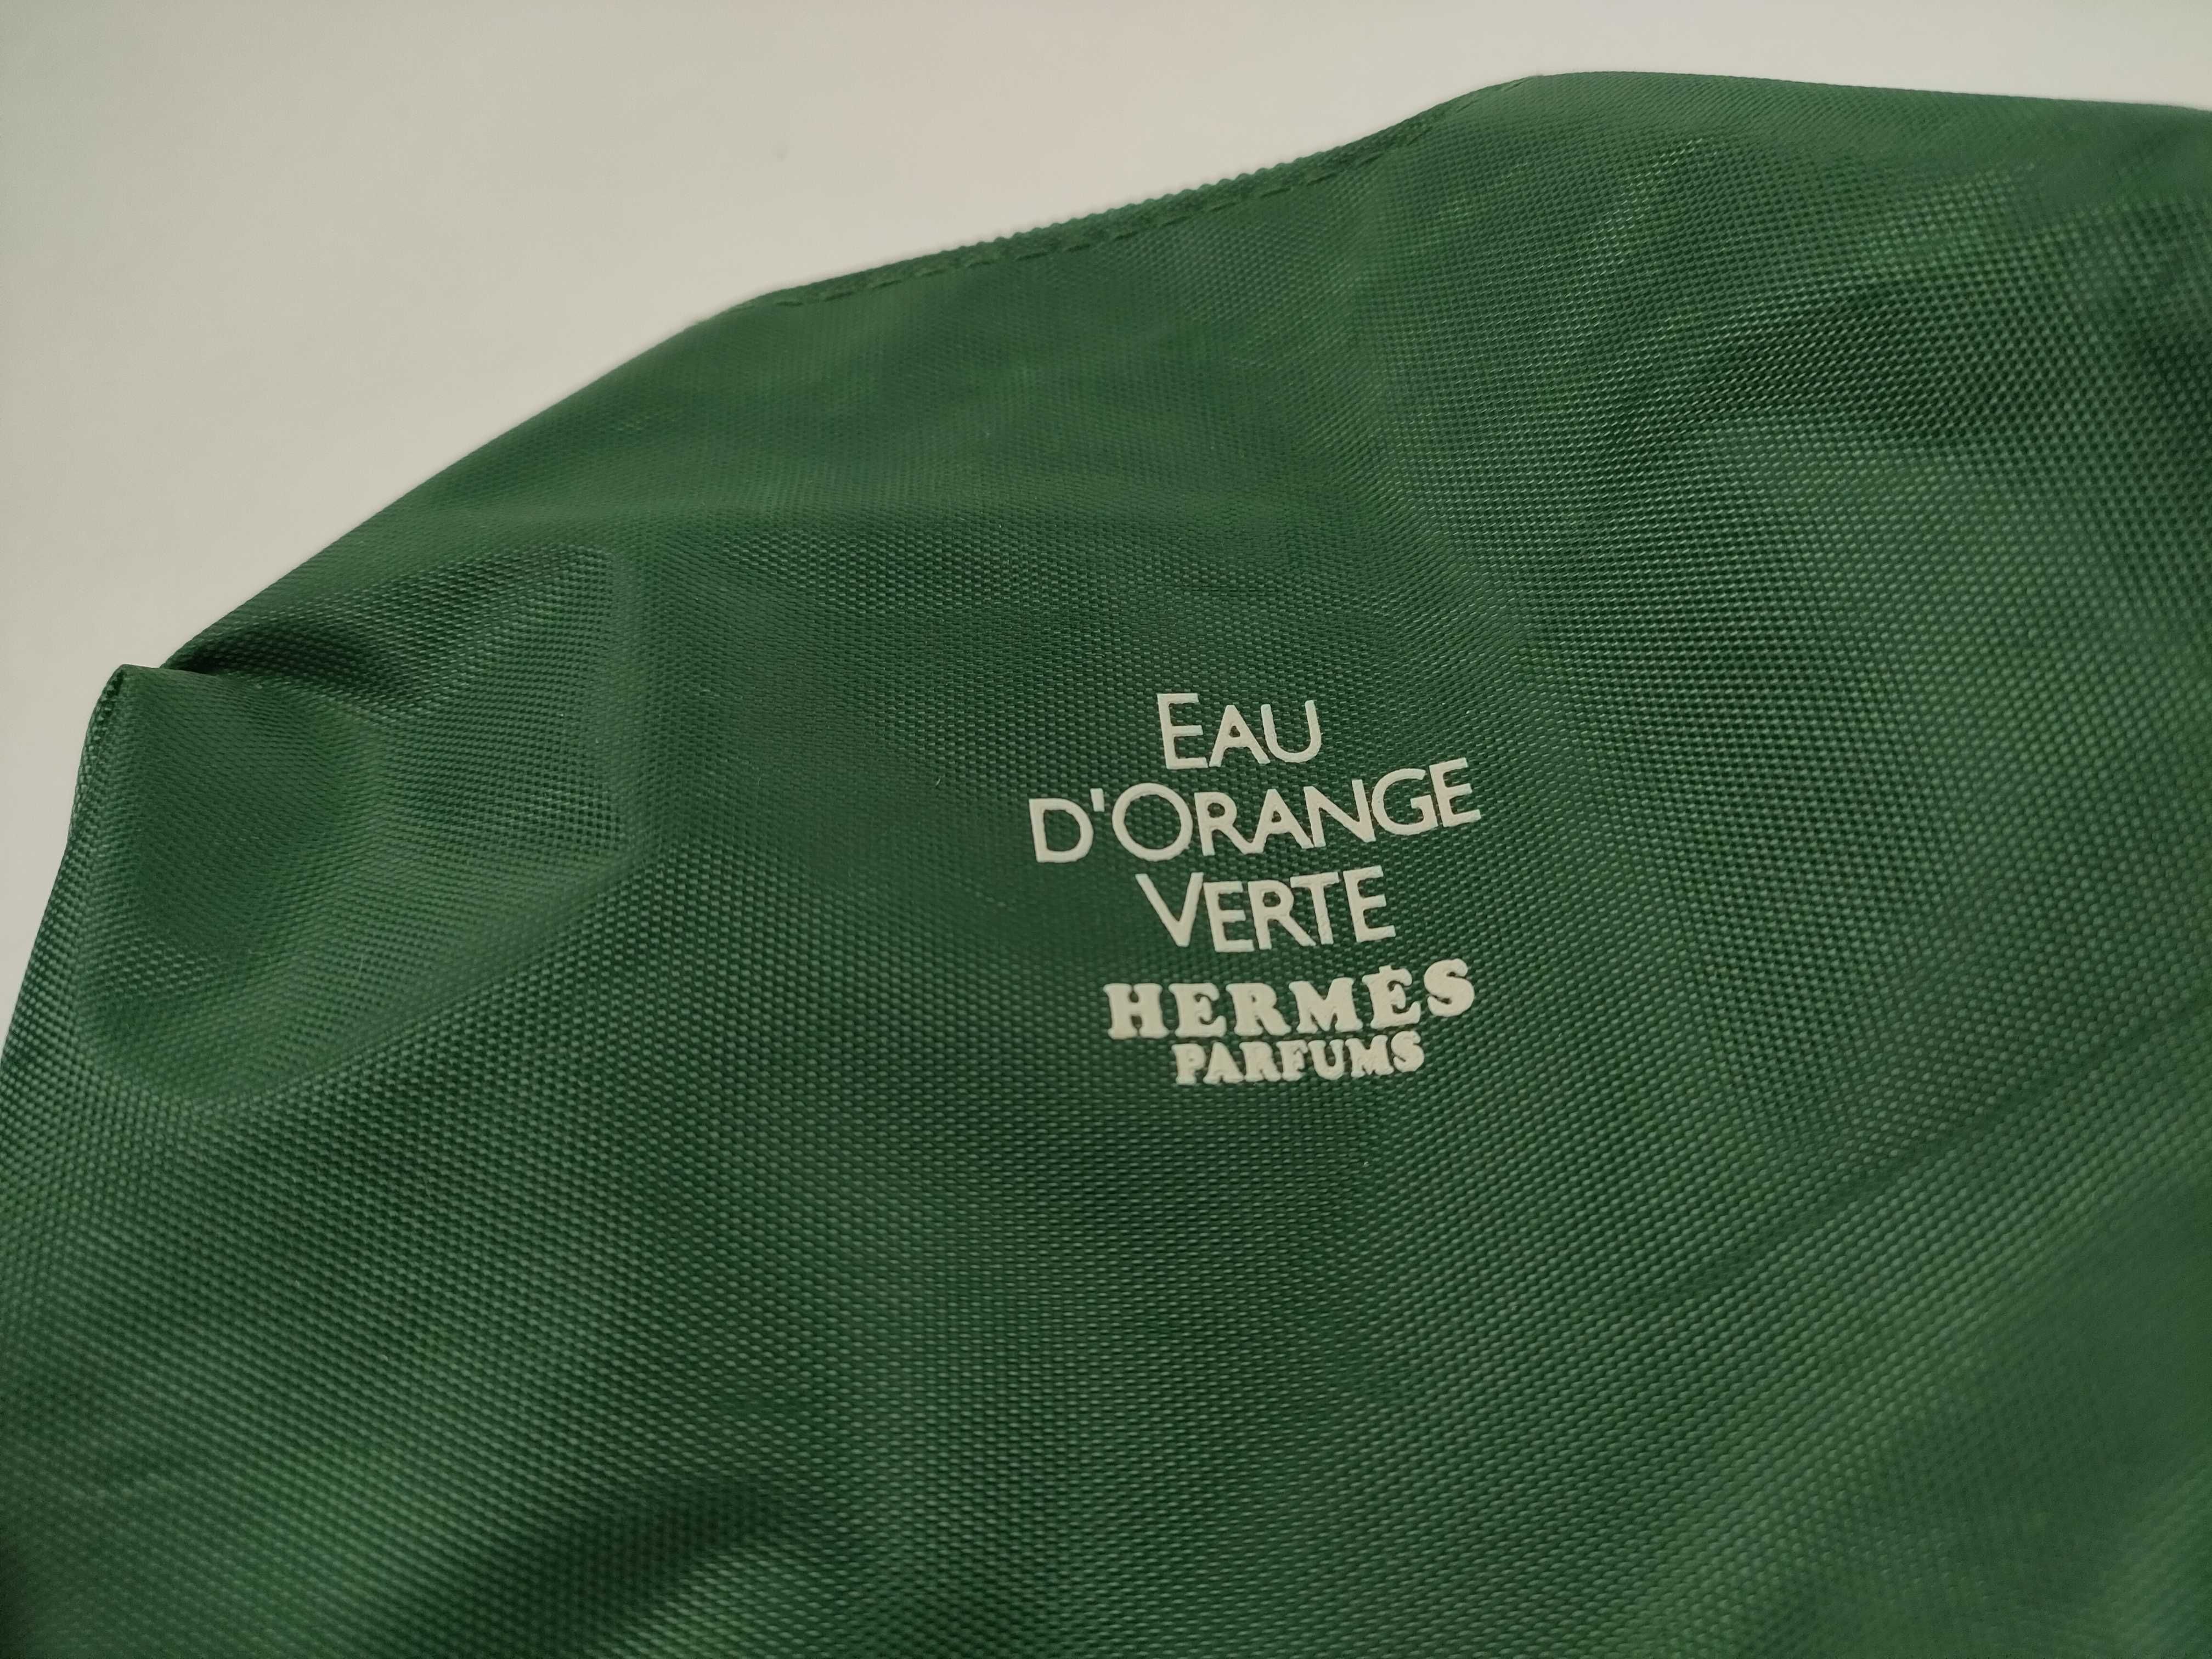 EAU
D'ORANGE
VERTE
HERMÈS
PARFUMS